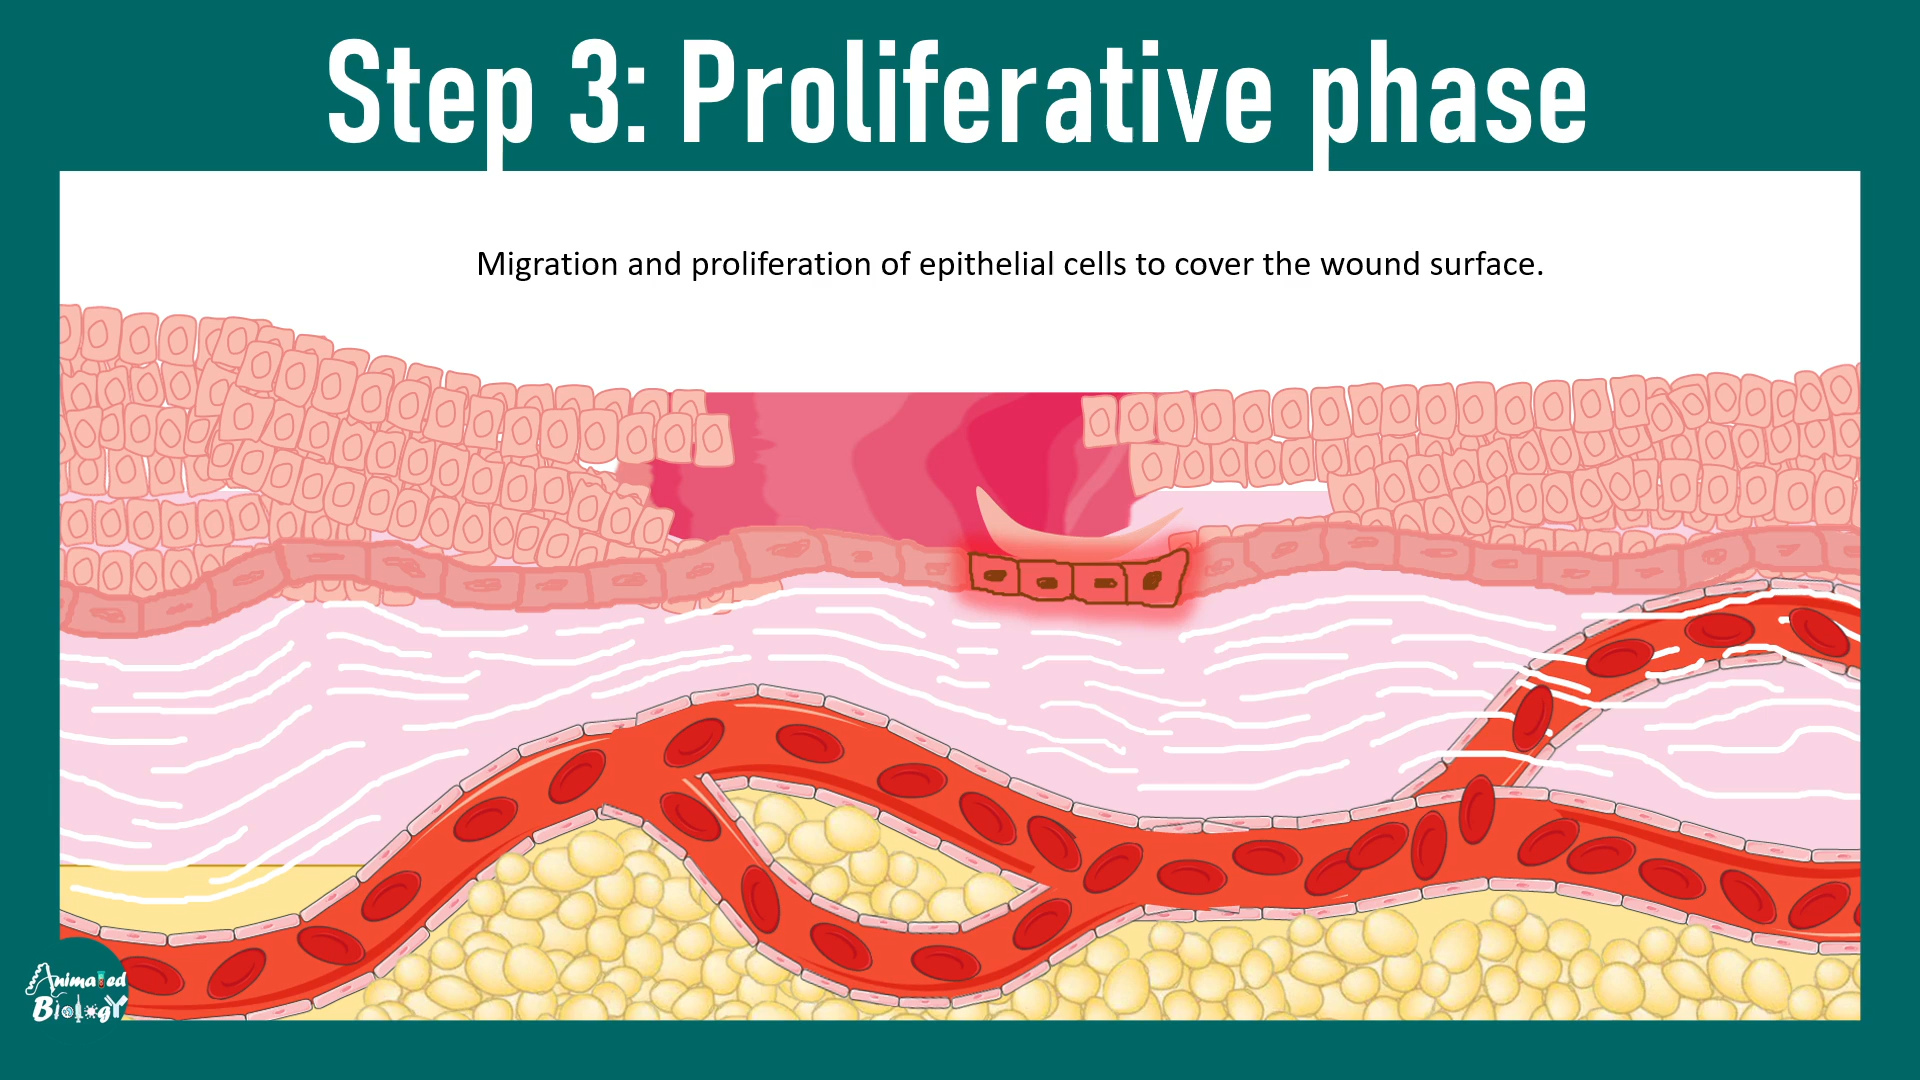 Step 3: Proliferative phase
Migration and proliferation of epithelial cells to cover the wound surface.
Animated
Biology